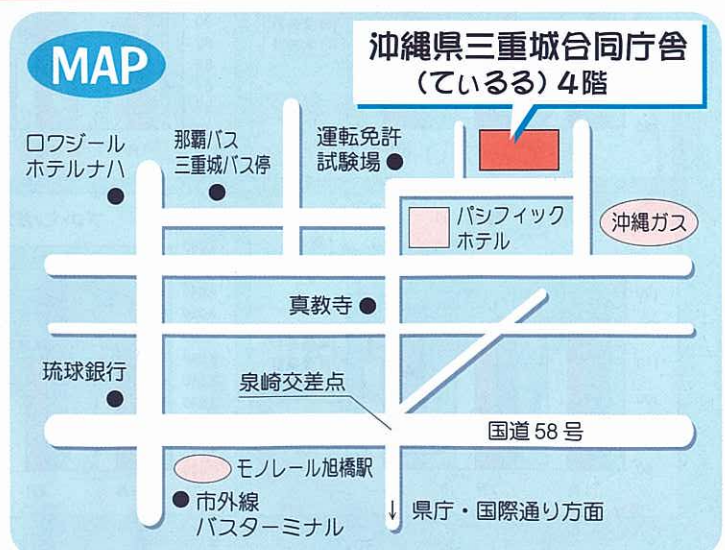 MAP
沖縄県三重城合同庁舎
(てぃるる)4階
ロワジール
ホテルナハ
那覇バス
三重城バス停
運転免許
試験場
パシフィック
ホテル
沖縄ガス
真教寺
琉球銀行
泉崎交差点
国道58号
モノレール旭橋駅
市外線
バスターミナル
↓ 県庁・国際通り方面